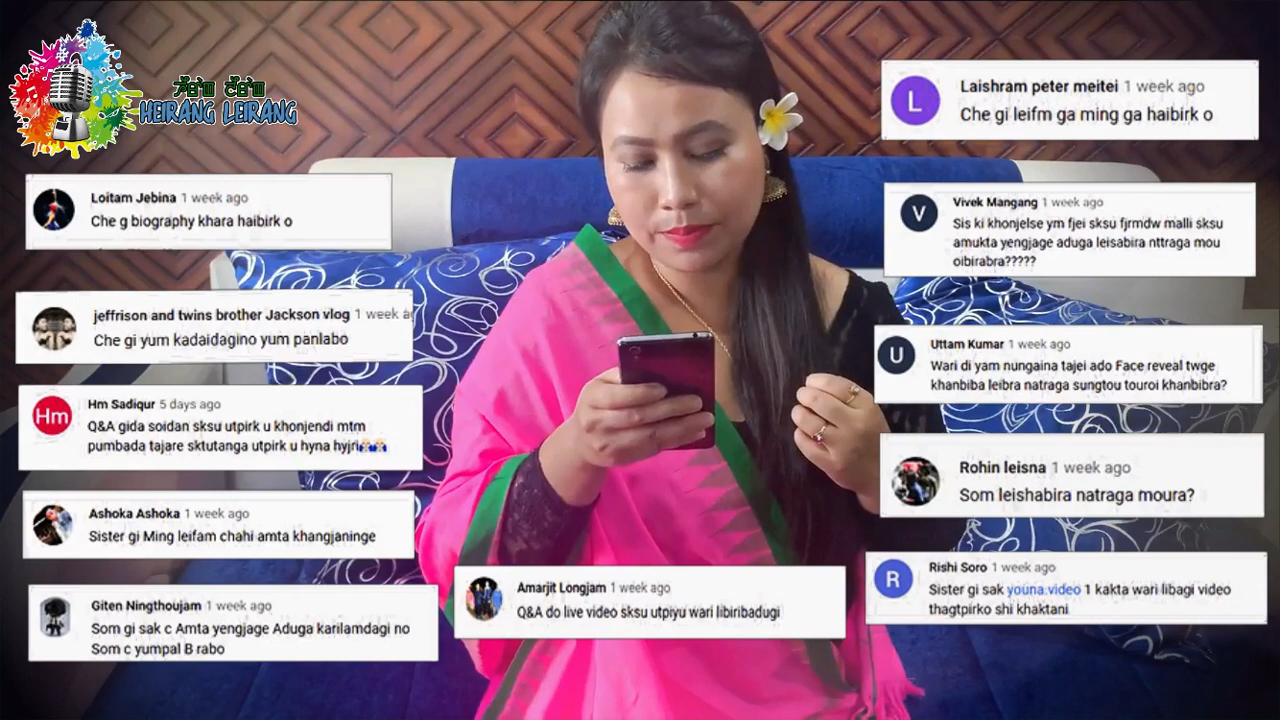 HEIRANG LEIRANG
Loitam Jebina 1 week ago
Che g biography khara haibirk o
jeffrison and twins brother Jackson vlog 1 week
Che gi yum kadaidagino yum panlabo
Hm
Hm Sadiqur 5 days ago
Q&A gida soidan sksu utpirk u khonjendi mtm
pumbada tajare sktutanga utpirk u hyna hyjri
Ashoka Ashoka 1 week ago
Sister gi Ming leifam chahi amta khangjaninge
Giten Ningthoujam 1 week ago
Som gi sak c Amta yengjage Aduga karilamdagi no
Som c yumpal B rabo
Amarjit Longjam 1 week ago
Q&A do live video sksu utpiyu wari libiribadugi
L
Laishram peter meitei 1 week ago
Che gi leifm ga ming ga haibirk o
V
Vivek Mangang 1 week ago
Sis ki khonjelse ym fjei sksu fjrmdw malli sksu
amukta yengjage aduga leisabira nttraga mou
oibirabra?????
U
Uttam Kumar 1 week ago
Wari di yam nungaina tajei ado Face reveal twge
khanbiba leibra natraga sungtou touroi khanbibra?
Rohin leisna 1 week ago
Som leishabira natraga moura?
R
Rishi Soro 1 week ago
Sister gi sak youna.video 1 kakta wari libagi video
thagtpirko shi khaktani